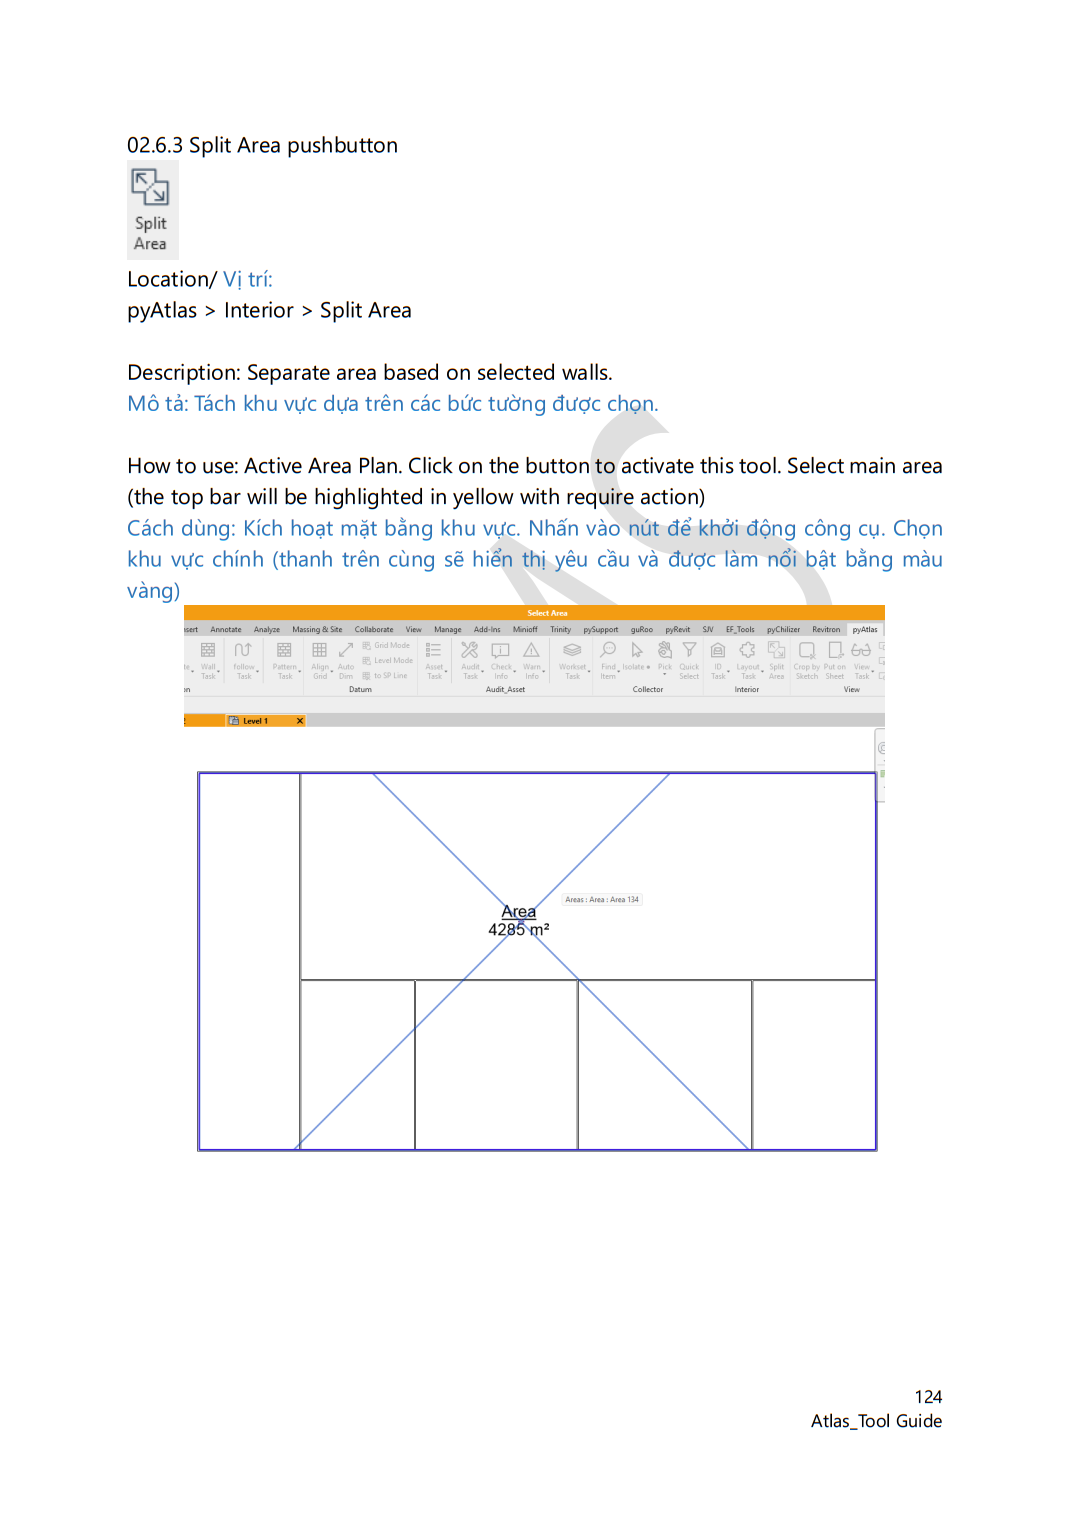 02.6.3 Split Area pushbutton
Split
Area
Location/ Vị trí:
pyAtlas > Interior > Split Area
Description: Separate area based on selected walls.
Mô tả: Tách khu vực dựa trên các bức tường được chọn.
How to use: Active Area Plan. Click on the button to activate this tool. Select main area
(the top bar will be highlighted in yellow with require action)
Cách dùng: Kích hoạt mặt bằng khu vực. Nhấn vào nút để khởi động công cụ. Chọn
khu vực chính (thanh trên cùng sẽ hiển thị yêu cầu và được làm nổi bật bằng màu
vàng)
Select Area
Annotate Analyze Massing & Site Collaborate View Manage Add-Ins Minioff Trinity pySupport guRoo pyRevit SJV EF_Tools pyChilizer Revitron pyAtlas
Grid Mode
Level Mode
to SP Line
Wall follow Pattern Align Auto Asset Audit Check Warn Workset Find Isolate Pick Quick ID Layout Split Crop by Put on View
Task Task Task Grid Dim Task Task Info Info Task Item Select Task Task Area Sketch Sheet Task
Datum Audit_Asset Collector Interior View
Level 1
Areas : Area : Area 134
Area
4285 m²
124
Atlas_Tool Guide